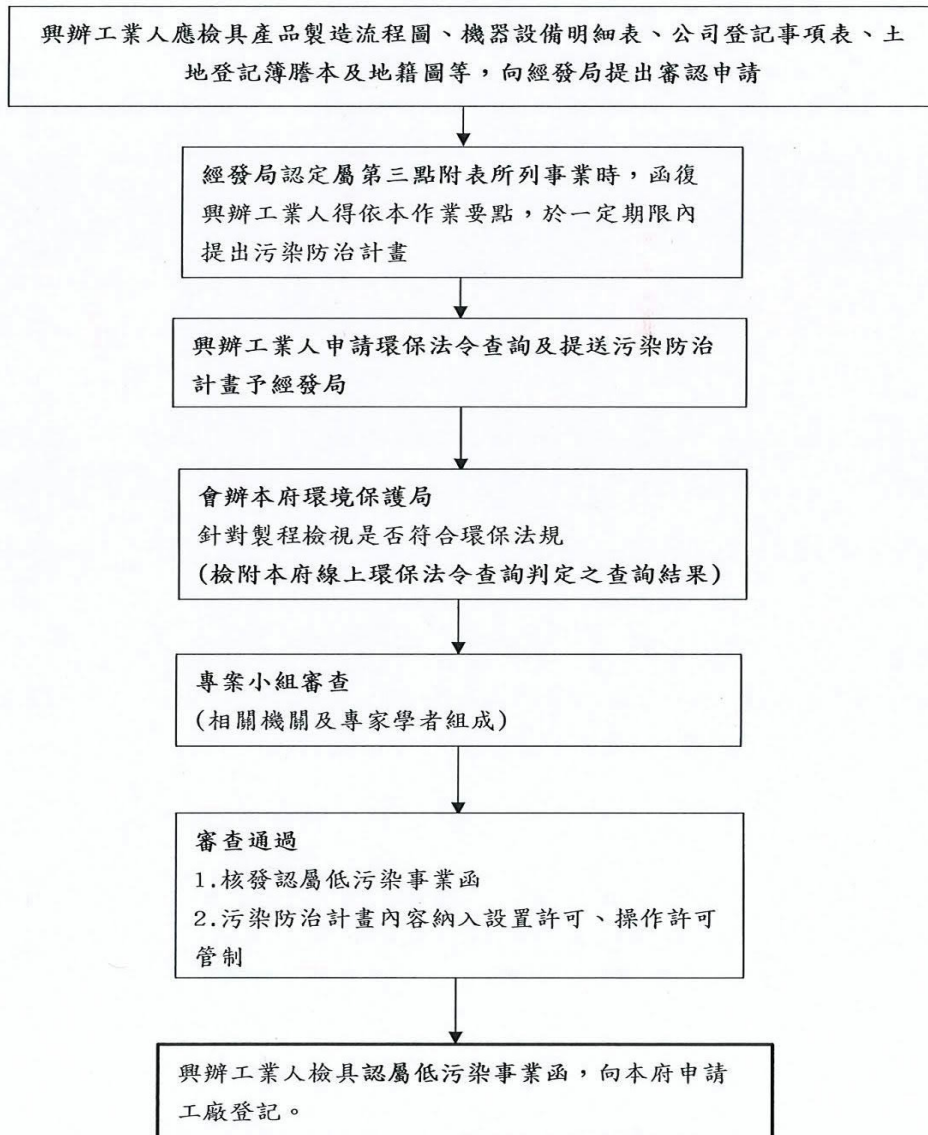 興辦工業人應檢具產品製造流程圖、機器設備明細表、公司登記事項表、土
地登記簿謄本及地籍圖等，向經發局提出審認申請
經發局認定屬第三點附表所列事業時，函復
興辦工業人得依本作業要點，於一定期限內
提出污染防治計畫
興辦工業人申請環保法令查詢及提送污染防治
計畫予經發局
會辦本府環境保護局
針對製程檢視是否符合環保法規
(檢附本府線上環保法令查詢判定之查詢結果)
專案小組審查
(相關機關及專家學者組成)
審查通過
1.核發認屬低污染事業函
2.污染防治計畫內容納入設置許可、操作許可
管制
興辦工業人檢具認屬低污染事業函，向本府申請
工廠登記。